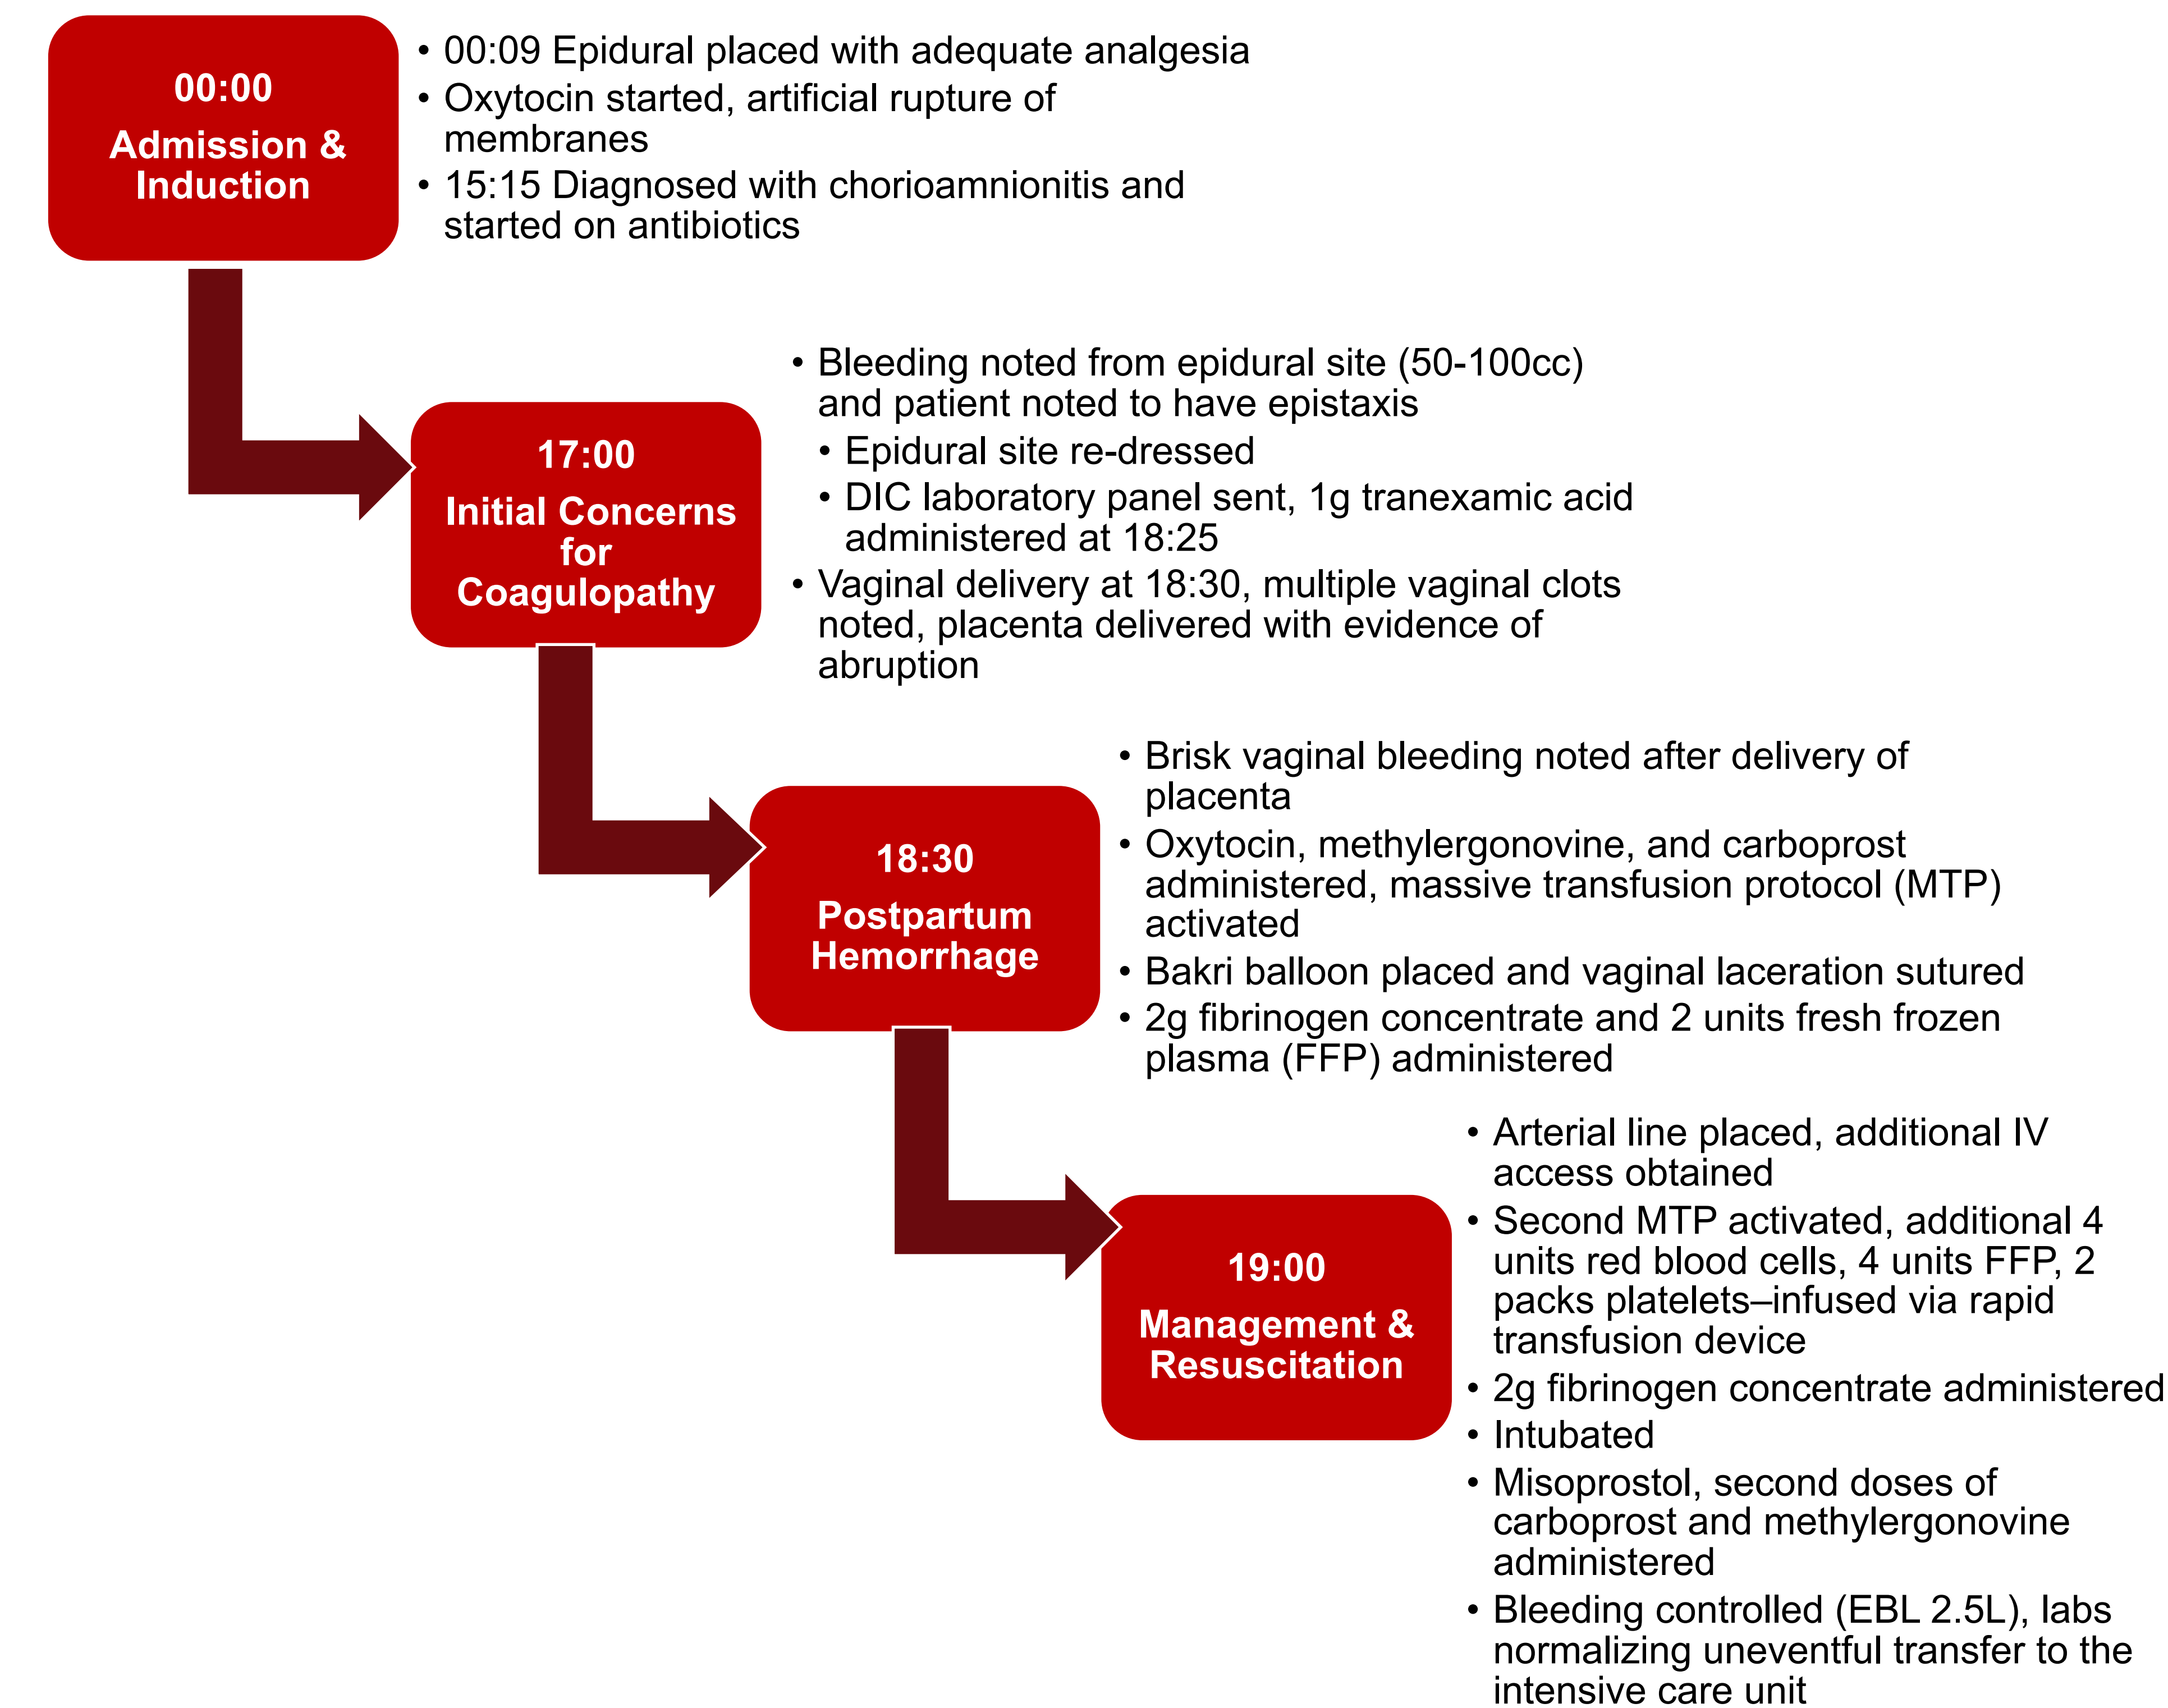 00:00
Admission &
Induction
• 00:09 Epidural placed with adequate analgesia
• Oxytocin started, artificial rupture of
membranes
• 15:15 Diagnosed with chorioamnionitis and
started on antibiotics
17:00
Initial Concerns
for
Coagulopathy
• Bleeding noted from epidural site (50-100cc)
and patient noted to have epistaxis
• Epidural site re-dressed
• DIC laboratory panel sent, 1g tranexamic acid
administered at 18:25
• Vaginal delivery at 18:30, multiple vaginal clots
noted, placenta delivered with evidence of
abruption
18:30
Postpartum
Hemorrhage
• Brisk vaginal bleeding noted after delivery of
placenta
• Oxytocin, methylergonovine, and carboprost
administered, massive transfusion protocol (MTP)
activated
• Bakri balloon placed and vaginal laceration sutured
• 2g fibrinogen concentrate and 2 units fresh frozen
plasma (FFP) administered
19:00
Management &
Resuscitation
• Arterial line placed, additional IV
access obtained
• Second MTP activated, additional 4
units red blood cells, 4 units FFP, 2
packs platelets–infused via rapid
transfusion device
• 2g fibrinogen concentrate administered
• Intubated
• Misoprostol, second doses of
carboprost and methylergonovine
administered
• Bleeding controlled (EBL 2.5L), labs
normalizing uneventful transfer to the
intensive care unit